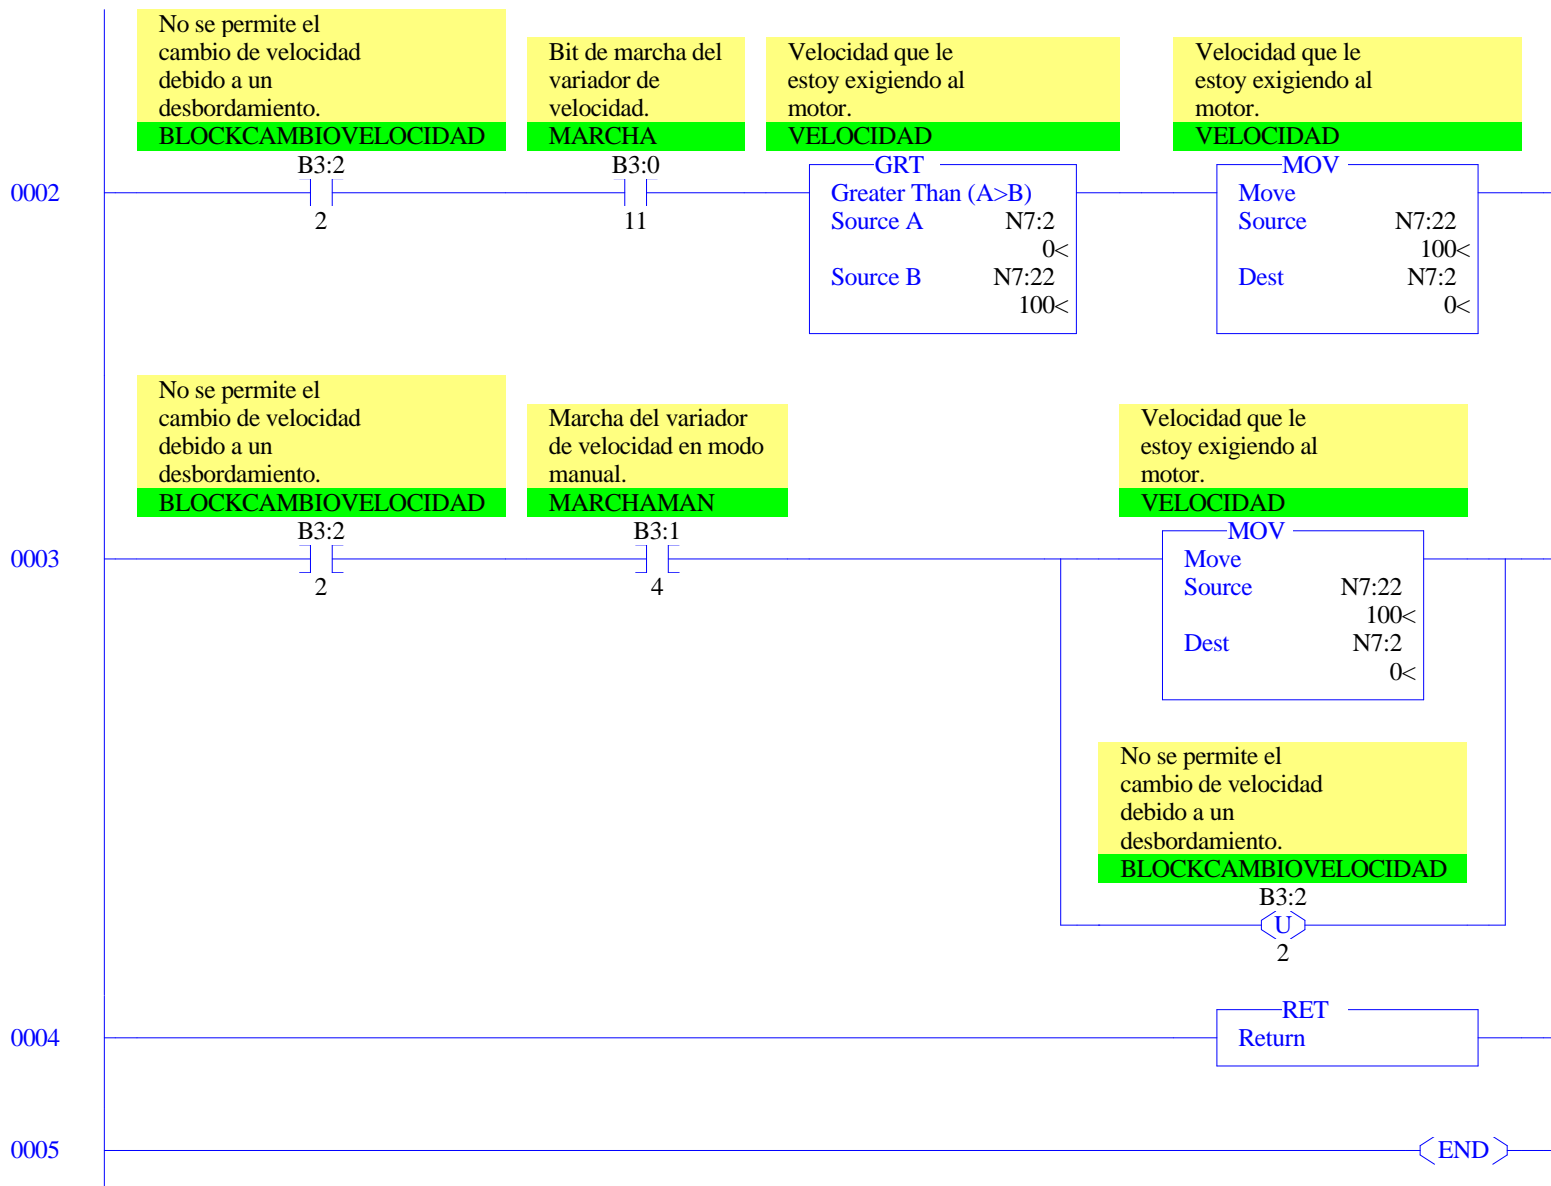 No se permite el
cambio de velocidad
debido a un
desbordamiento.
BLOCKCAMBIOVELOCIDAD
B3:2
2
Bit de marcha del
variador de
velocidad.
MARCHA
B3:0
11
Velocidad que le
estoy exigiendo al
motor.
VELOCIDAD
GRT
Greater Than (A>B)
Source A N7:2
0<
Source B N7:22
100<
Velocidad que le
estoy exigiendo al
motor.
VELOCIDAD
MOV
Move
Source N7:22
100<
Dest N7:2
0<
0002
No se permite el
cambio de velocidad
debido a un
desbordamiento.
BLOCKCAMBIOVELOCIDAD
B3:2
2
Marcha del variador
de velocidad en modo
manual.
MARCHAMAN
B3:1
4
Velocidad que le
estoy exigiendo al
motor.
VELOCIDAD
MOV
Move
Source N7:22
100<
Dest N7:2
0<
0003
No se permite el
cambio de velocidad
debido a un
desbordamiento.
BLOCKCAMBIOVELOCIDAD
B3:2
U
2
0004
RET
Return
0005
END